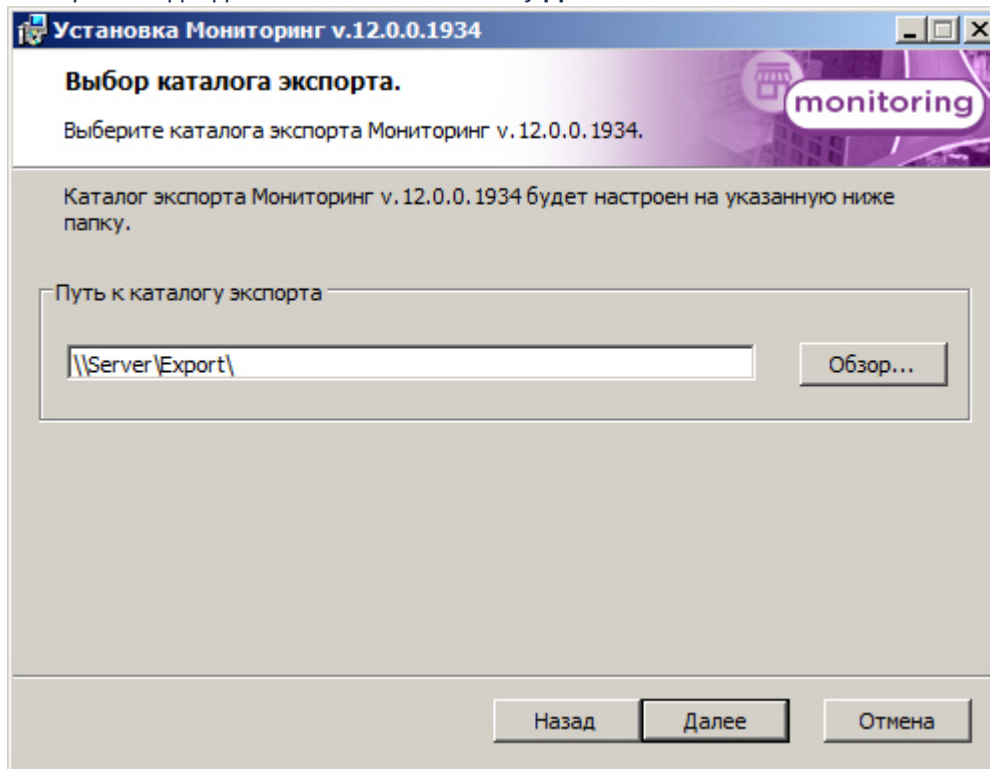 Установка Мониторинг v.12.0.0.1934
Выбор каталога экспорта.
monitoring
Выберите каталога экспорта Мониторинг v.12.0.0.1934.
Каталог экспорта Мониторинг v.12.0.0.1934 будет настроен на указанную ниже
папку.
Путь к каталогу экспорта
\\Server\Export\
Обзор...
Назад
Далее
Отмена